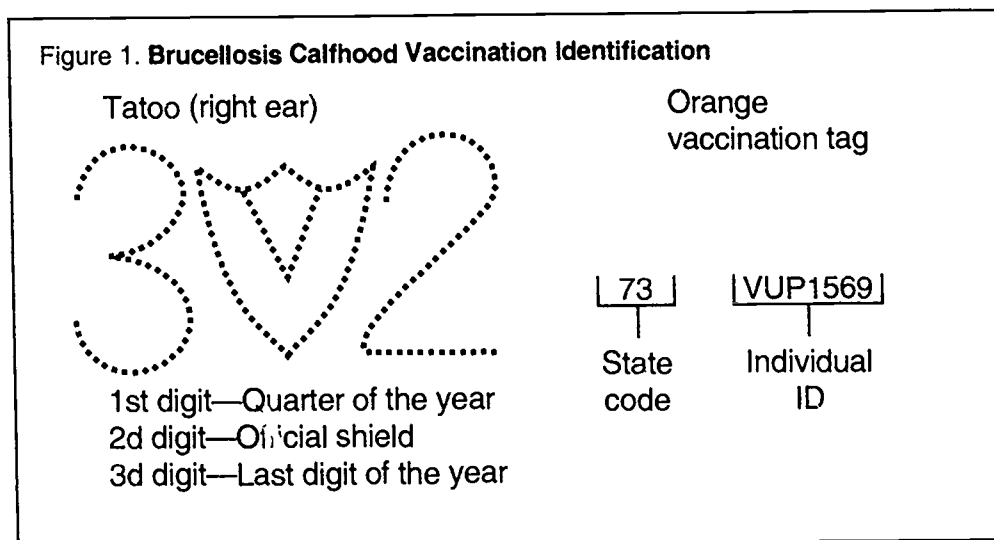 Figure 1. Brucellosis Calfhood Vaccination Identification
Tatoo (right ear)
3V2
1st digit—Quarter of the year
2d digit—Official shield
3d digit—Last digit of the year
Orange
vaccination tag
73 VUP1569
State Individual
code ID